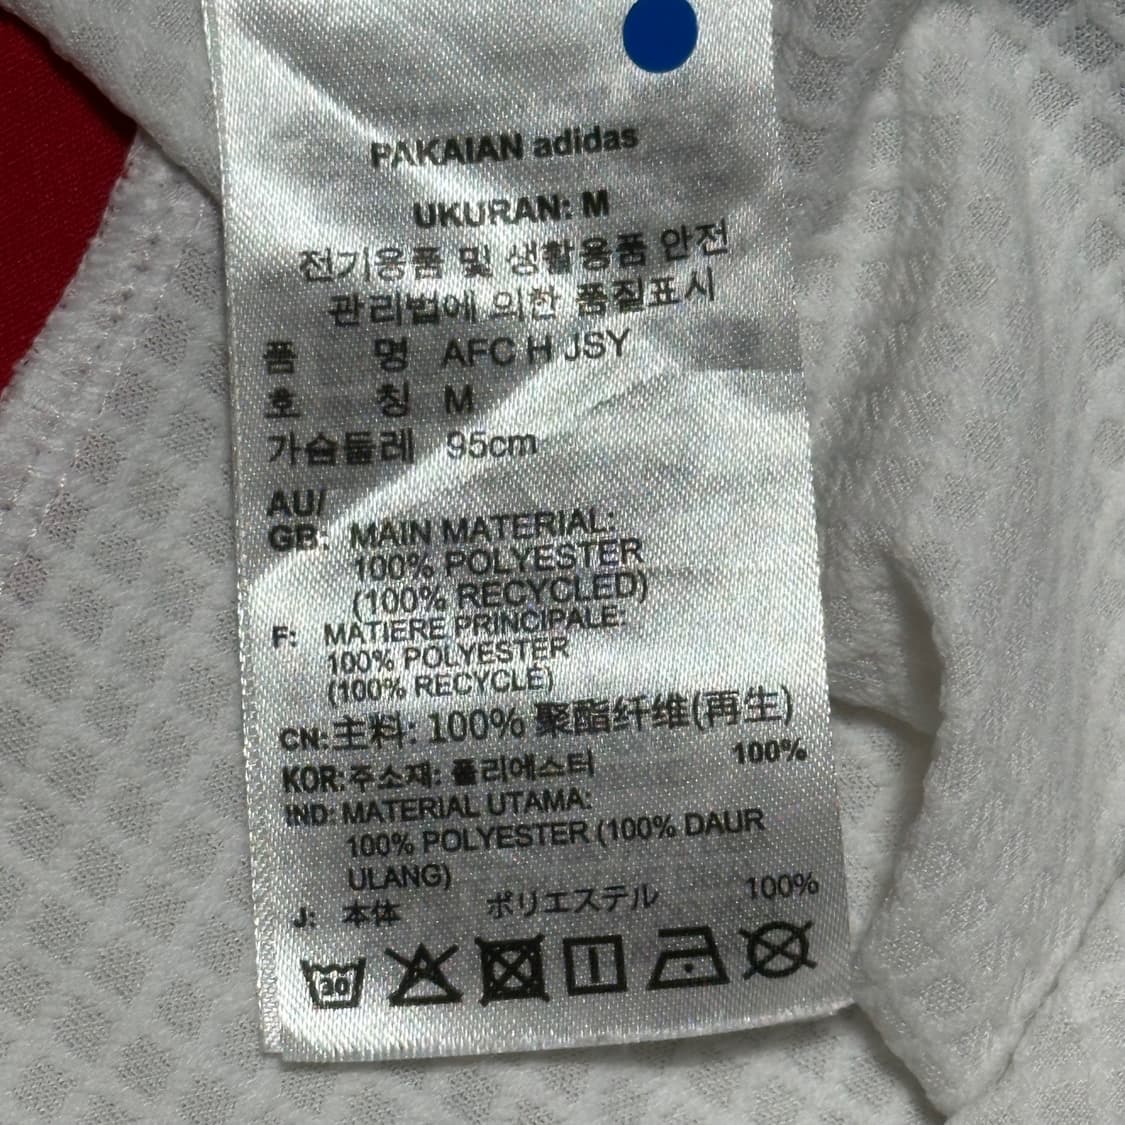 PAKAIAN adidas
UKURAN: M
전기용품 및 생활용품 안전
관리법에 의한 품질표시
품 명 AFC H JSY
호 칭 M
가슴둘레 95cm
AU/
GB: MAIN MATERIAL:
100% POLYESTER
(100% RECYCLED)
F: MATIERE PRINCIPALE:
100% POLYESTER
(100% RECYCLÉ)
CN: 主料: 100% 聚酯纤维(再生)
KOR: 주소재: 폴리에스터 100%
IND: MATERIAL UTAMA:
100% POLYESTER (100% DAUR
ULANG)
J: 本体 ポリエステル 100%
30